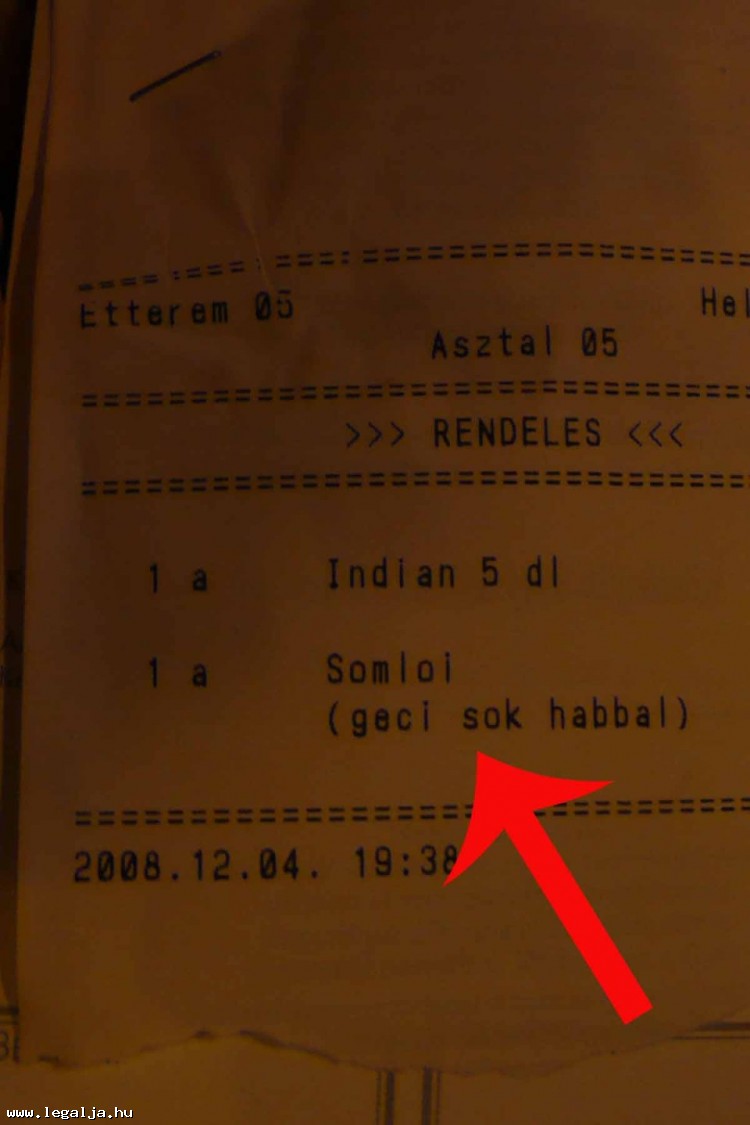 ==================================
Etterem 05 Hel
Asztal 05
==================================
>>> RENDELES <<<
==================================
1 a Indian 5 dl
1 a Somloi
(geci sok habbal)
==================================
2008.12.04. 19:38
www.legalja.hu